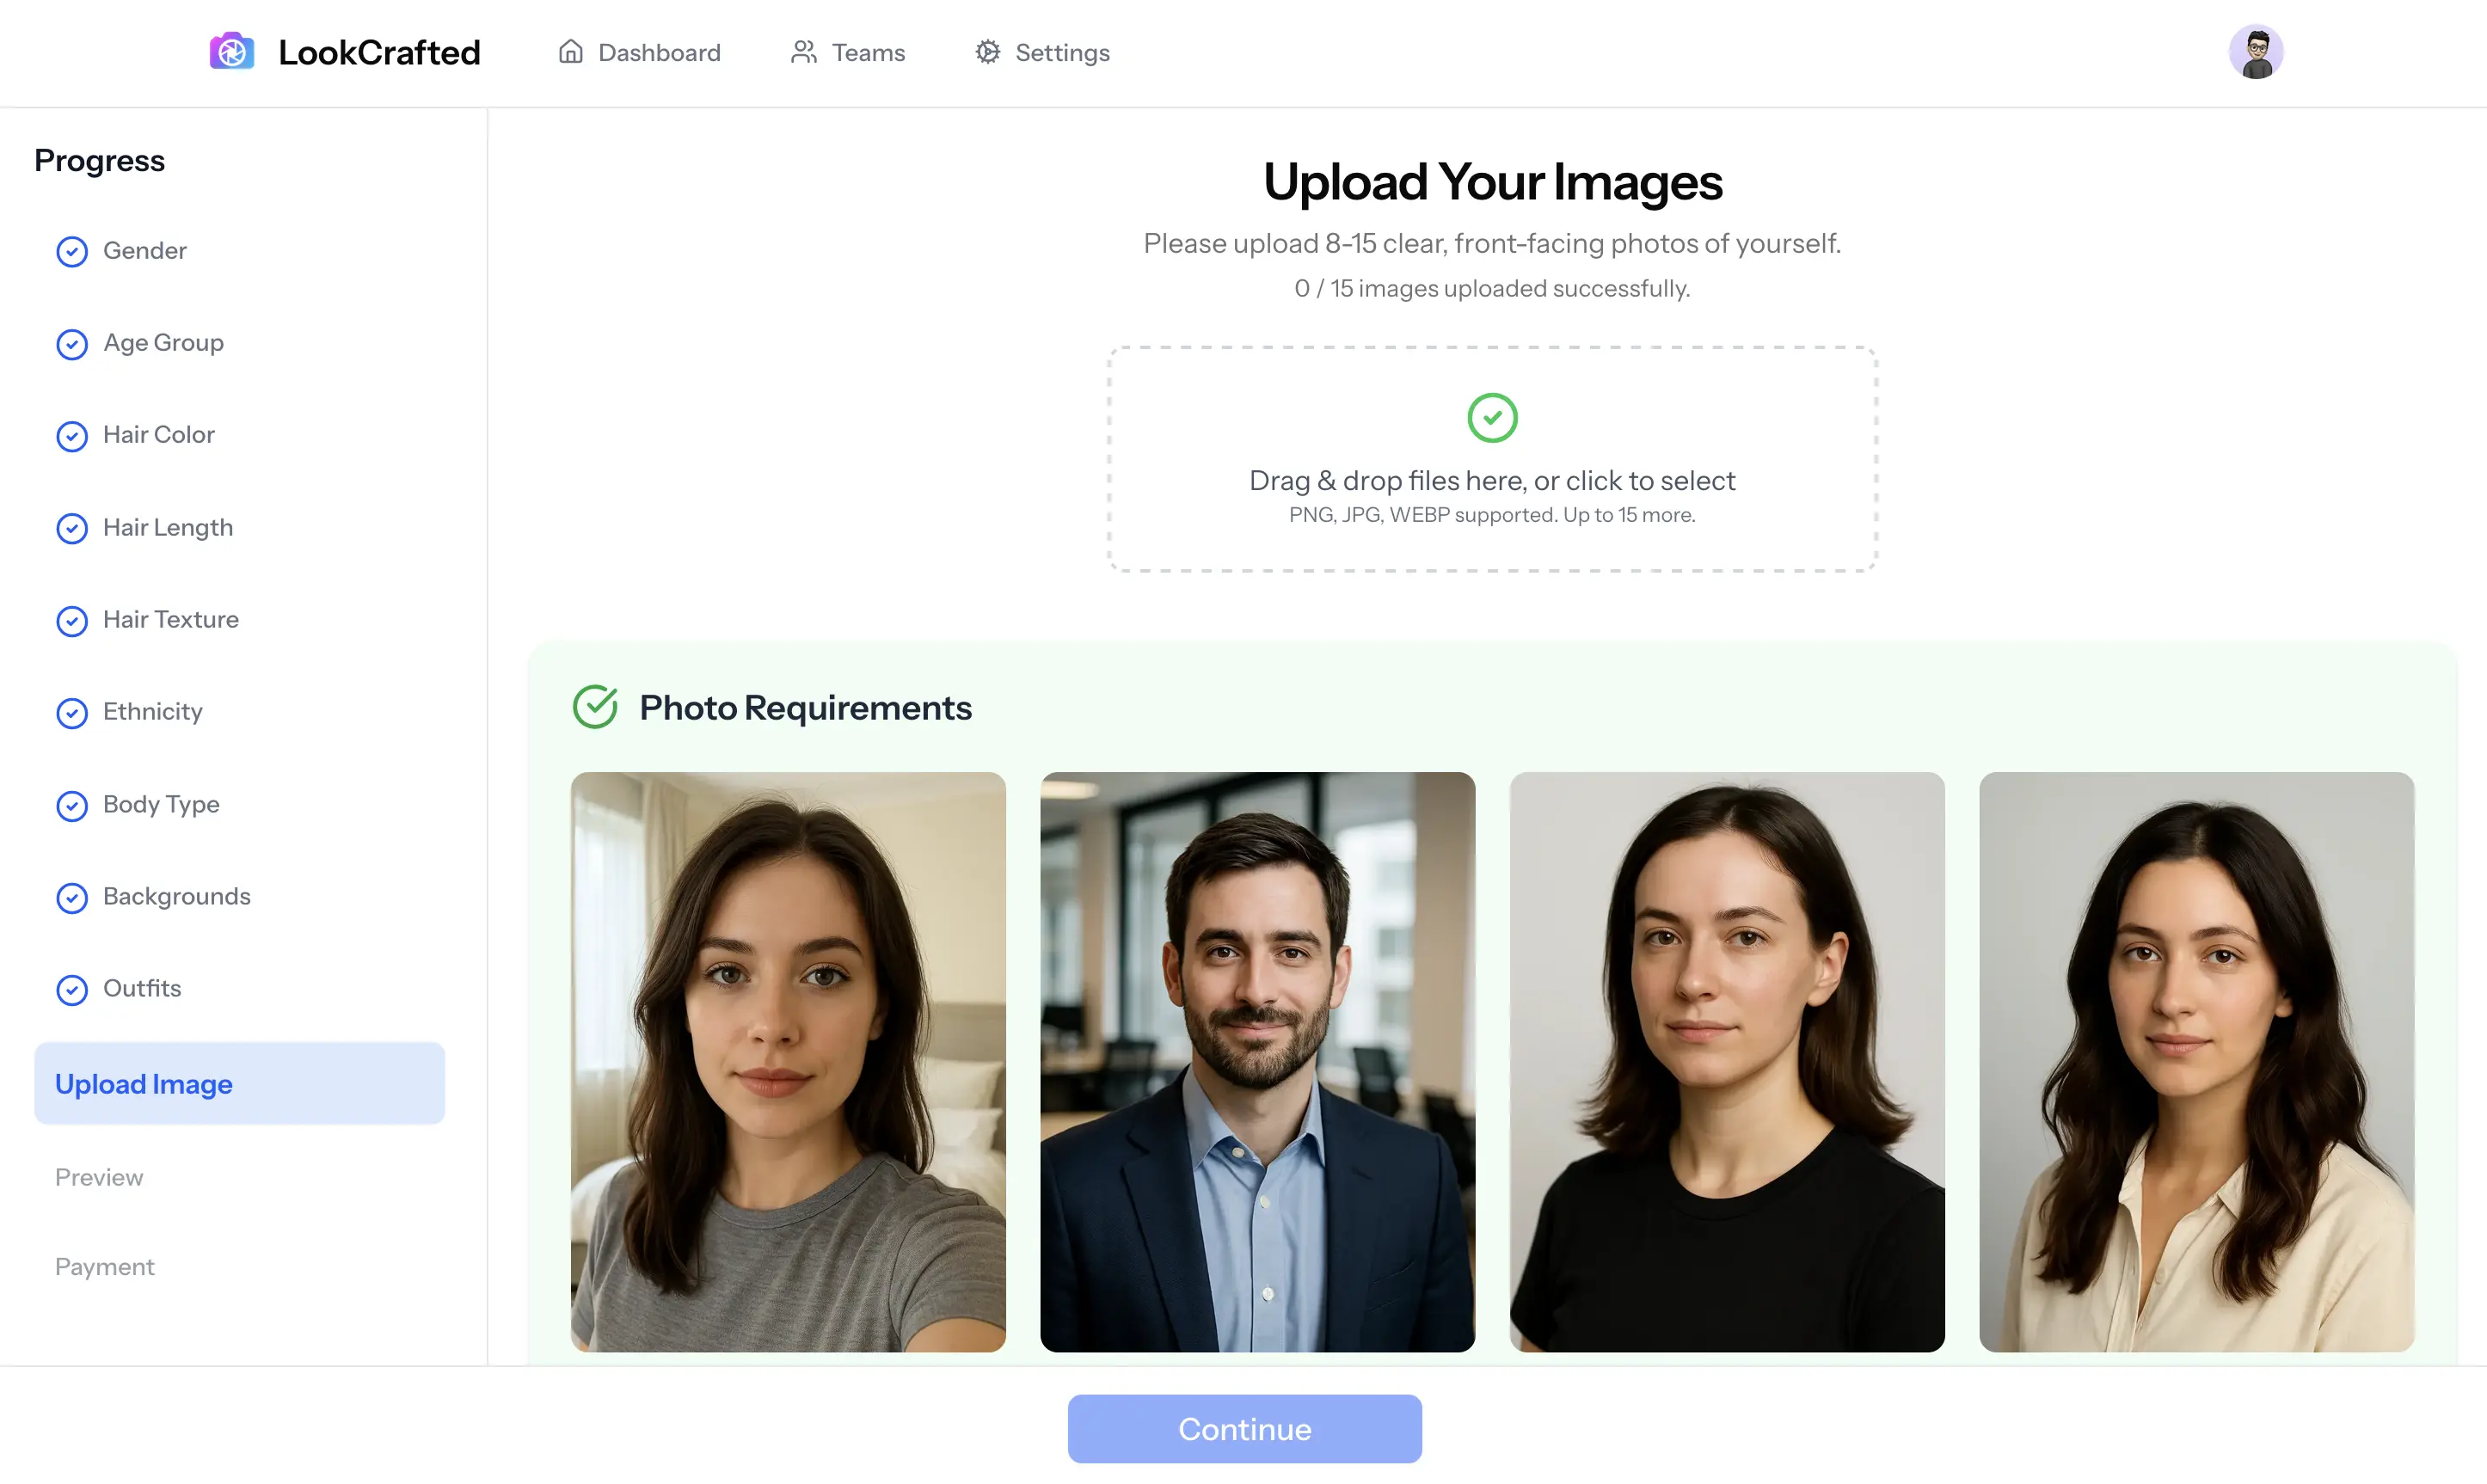 LookCrafted
Dashboard
Teams
Settings
Progress
Gender
Age Group
Hair Color
Hair Length
Hair Texture
Ethnicity
Body Type
Backgrounds
Outfits
Upload Image
Preview
Payment
Upload Your Images
Please upload 8-15 clear, front-facing photos of yourself.
0 / 15 images uploaded successfully.
Drag & drop files here, or click to select
PNG, JPG, WEBP supported. Up to 15 more.
Photo Requirements
Continue